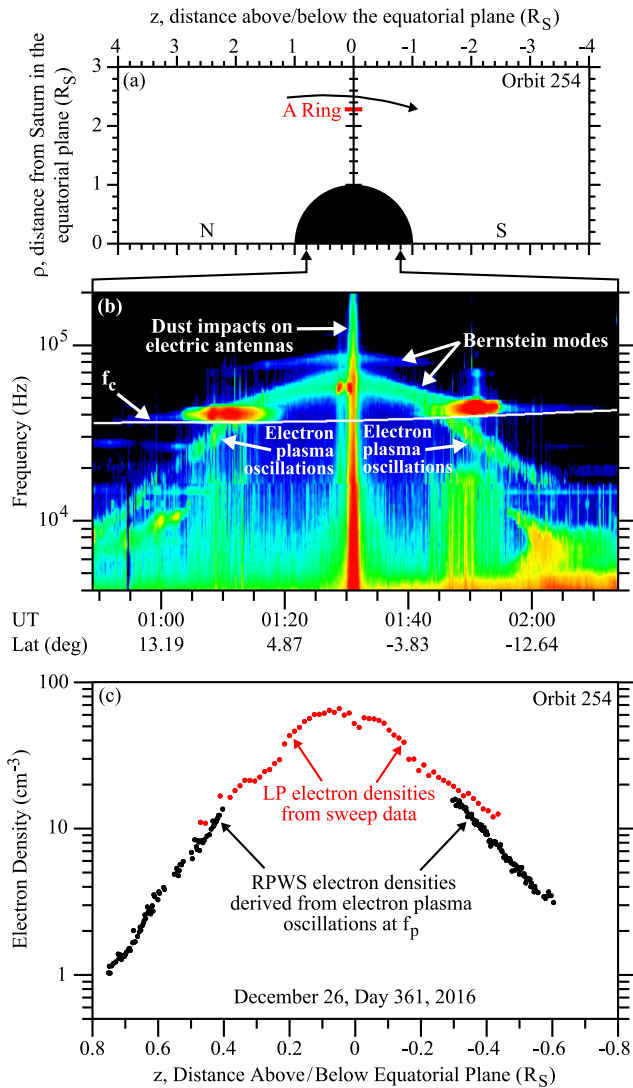 z, distance above/below the equatorial plane (R_S)
4 3 2 1 0 -1 -2 -3 -4
ρ, distance from Saturn in the
equatorial plane (R_S)
3
2
1
0
(a)
Orbit 254
A Ring
N
S
(b)
Dust impacts on
electric antennas
Bernstein modes
f_c
Electron
plasma
oscillations
Electron plasma
oscillations
Frequency (Hz)
10^5
10^4
UT 01:00 01:20 01:40 02:00
Lat (deg) 13.19 4.87 -3.83 -12.64
(c)
Orbit 254
Electron Density (cm^-3)
100
10
1
LP electron densities
from sweep data
RPWS electron densities
derived from electron plasma
oscillations at f_p
December 26, Day 361, 2016
0.8 0.6 0.4 0.2 0 -0.2 -0.4 -0.6 -0.8
z, Distance Above/Below Equatorial Plane (R_S)